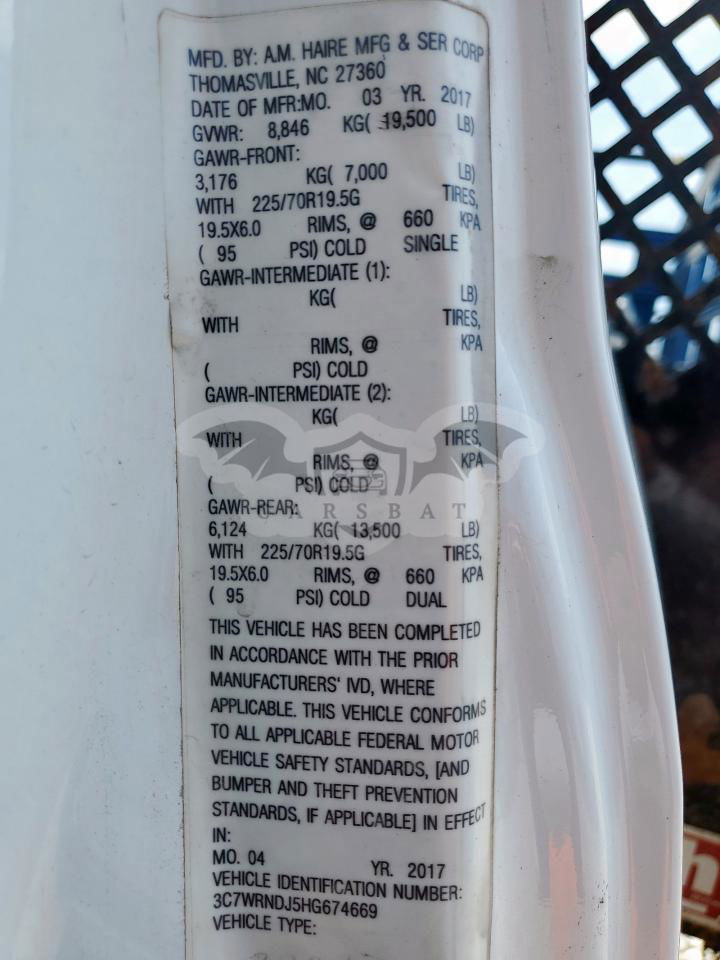 MFD. BY: A.M. HAIRE MFG & SER CORP
THOMASVILLE, NC 27360
DATE OF MFR:MO. 03 YR. 2017
GVWR: 8,846 KG( 19,500 LB)
GAWR-FRONT:
3,176 KG( 7,000 LB)
WITH 225/70R19.5G TIRES,
19.5X6.0 RIMS, @ 660 KPA
( 95 PSI) COLD SINGLE
GAWR-INTERMEDIATE (1):
KG( LB)
WITH TIRES,
RIMS, @ KPA
( PSI) COLD
GAWR-INTERMEDIATE (2):
KG( LB)
WITH TIRES,
RIMS, @ KPA
( PSI) COLD
CARSBAT
GAWR-REAR:
6,124 KG( 13,500 LB)
WITH 225/70R19.5G TIRES,
19.5X6.0 RIMS, @ 660 KPA
( 95 PSI) COLD DUAL
THIS VEHICLE HAS BEEN COMPLETED
IN ACCORDANCE WITH THE PRIOR
MANUFACTURERS' IVD, WHERE
APPLICABLE. THIS VEHICLE CONFORMS
TO ALL APPLICABLE FEDERAL MOTOR
VEHICLE SAFETY STANDARDS, [AND
BUMPER AND THEFT PREVENTION
STANDARDS, IF APPLICABLE] IN EFFECT
IN:
MO. 04 YR. 2017
VEHICLE IDENTIFICATION NUMBER:
3C7WRNDJ5HG674669
VEHICLE TYPE: